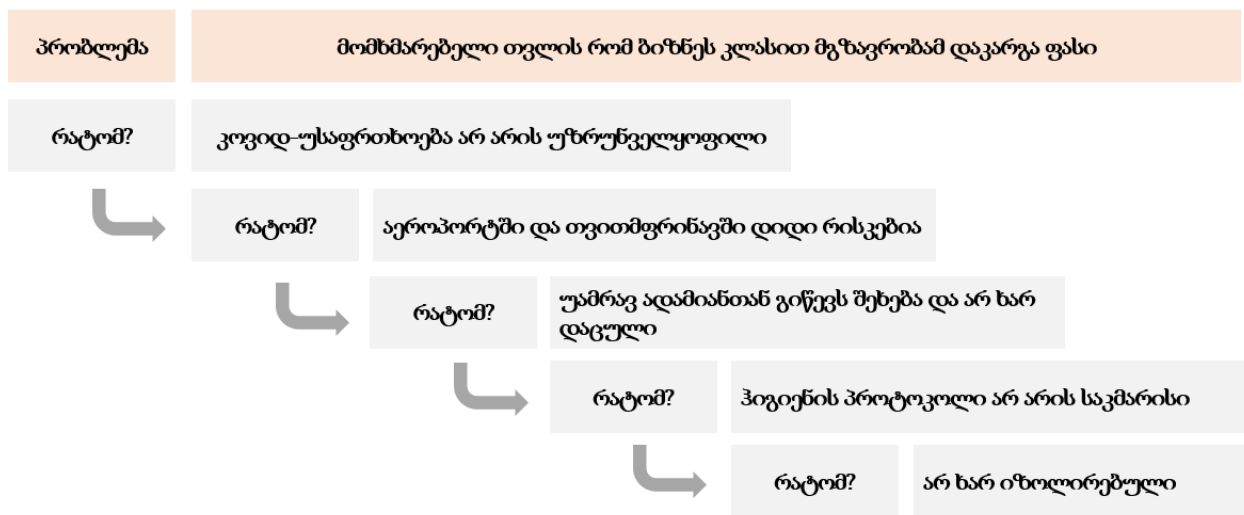 პრობლემა
მომხმარებელი თვლის რომ ბიზნეს კლასით მგზავრობამ დაკარგა ფასი
რატომ?
კოვიდ-უსაფრთხოება არ არის უზრუნველყოფილი
რატომ?
აეროპორტში და თვითმფრინავში დიდი რისკებია
რატომ?
უამრავ ადამიანთან გიწევს შეხება და არ ხარ
დაცული
რატომ?
ჰიგიენის პროტოკოლი არ არის საკმარისი
რატომ?
არ ხარ იზოლირებული